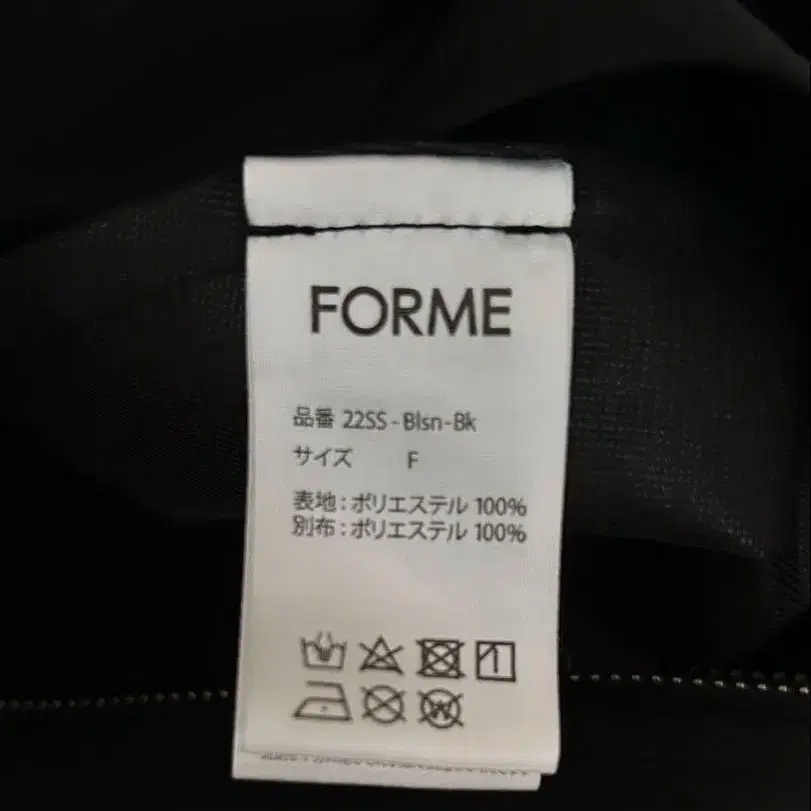 FORME
品番 22SS-Blsn-Bk
サイズ F
表地:ポリエステル 100%
別布:ポリエステル 100%